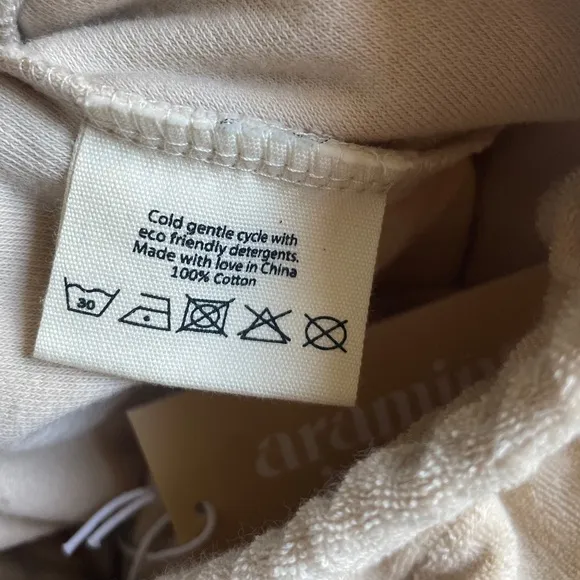 Cold gentle cycle with
eco friendly detergents.
Made with love in China
100% Cotton
30